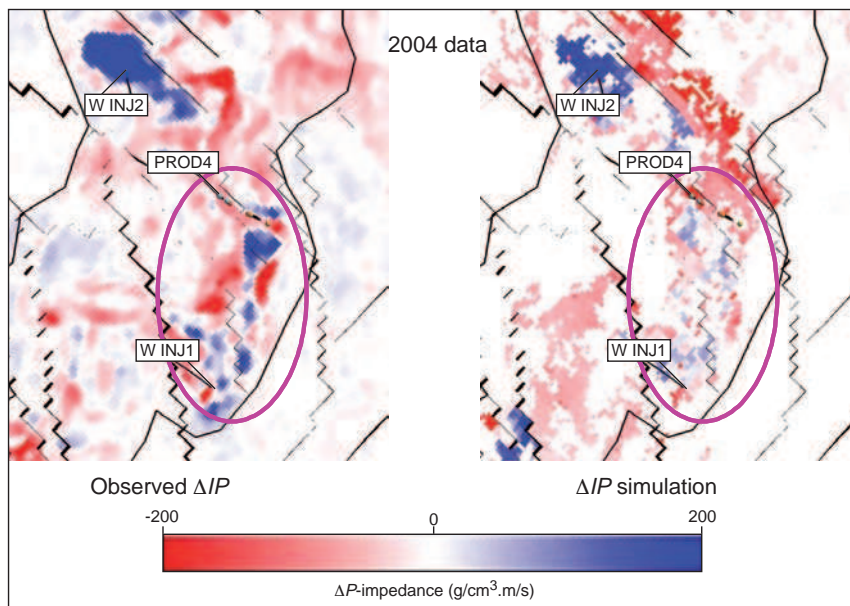 2004 data
W INJ2
W INJ2
PROD4
PROD4
W INJ1
W INJ1
Observed ΔIP
ΔIP simulation
-200
0
200
ΔP-impedance (g/cm³.m/s)